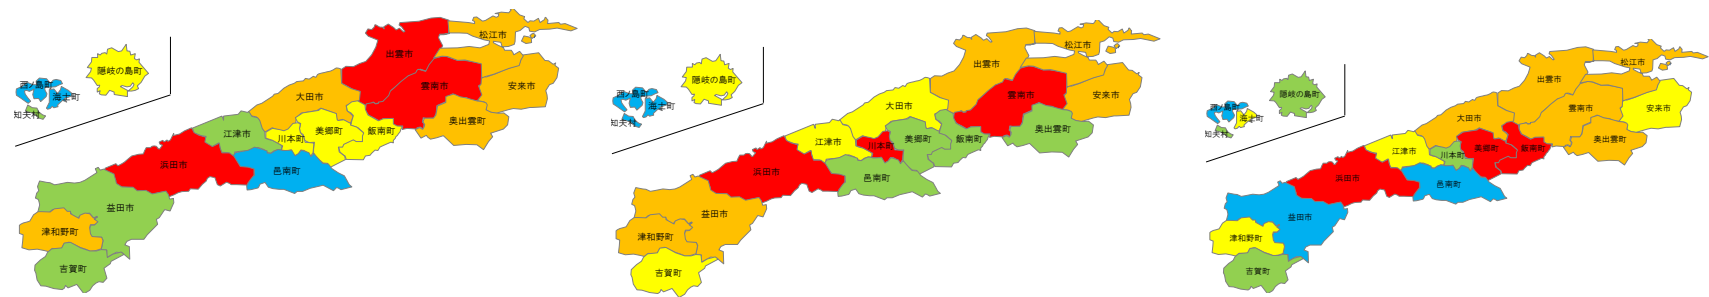 松江市
出雲市
隠岐の島町
西ノ島町
海士町
知夫村
雲南市
安来市
大田市
奥出雲町
江津市
川本町
美郷町
飯南町
浜田市
邑南町
益田市
津和野町
吉賀町
松江市
出雲市
隠岐の島町
西ノ島町
海士町
知夫村
雲南市
安来市
大田市
奥出雲町
江津市
川本町
美郷町
飯南町
浜田市
邑南町
益田市
津和野町
吉賀町
松江市
出雲市
隠岐の島町
西ノ島町
海士町
知夫村
雲南市
安来市
大田市
奥出雲町
江津市
川本町
美郷町
飯南町
浜田市
邑南町
益田市
津和野町
吉賀町